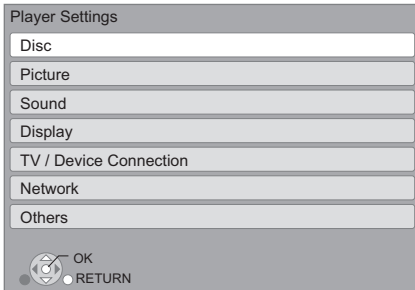 Player Settings
Disc
Picture
Sound
Display
TV / Device Connection
Network
Others
OK
RETURN